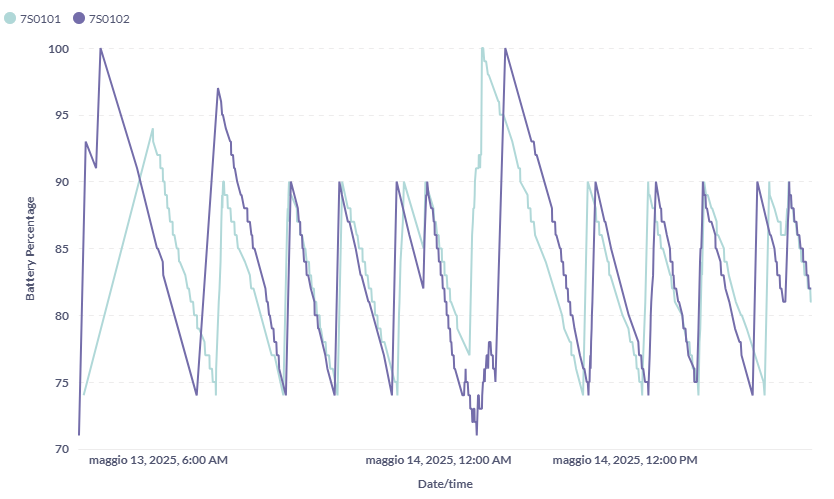 7S0101 7S0102
100
95
90
85
80
75
70
Battery Percentage
maggio 13, 2025, 6:00 AM maggio 14, 2025, 12:00 AM maggio 14, 2025, 12:00 PM
Date/time